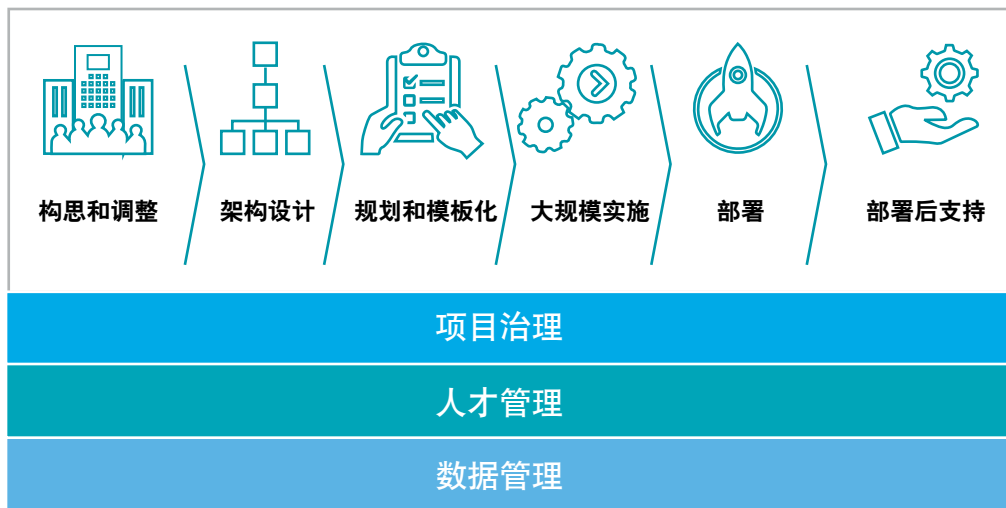 构思和调整
架构设计
规划和模板化
大规模实施
部署
部署后支持
项目治理
人才管理
数据管理